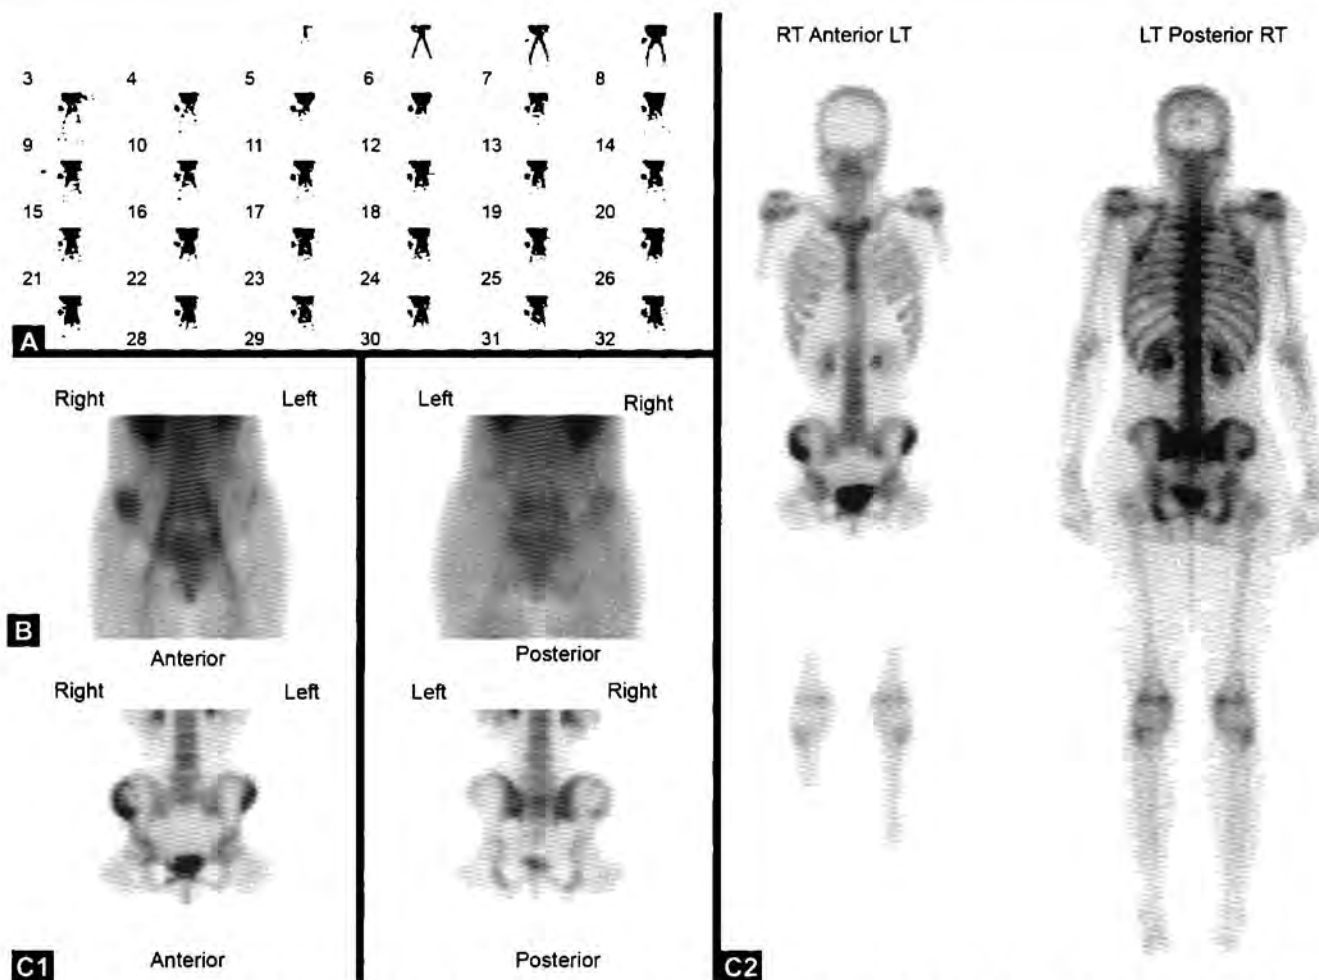 3 4 5 6 7 8
9 10 11 12 13 14
15 16 17 18 19 20
21 22 23 24 25 26
28 29 30 31 32
A
Right Left
Left Right
B
Anterior
Posterior
Right Left
Left Right
C1
Anterior
Posterior
RT Anterior LT
LT Posterior RT
C2